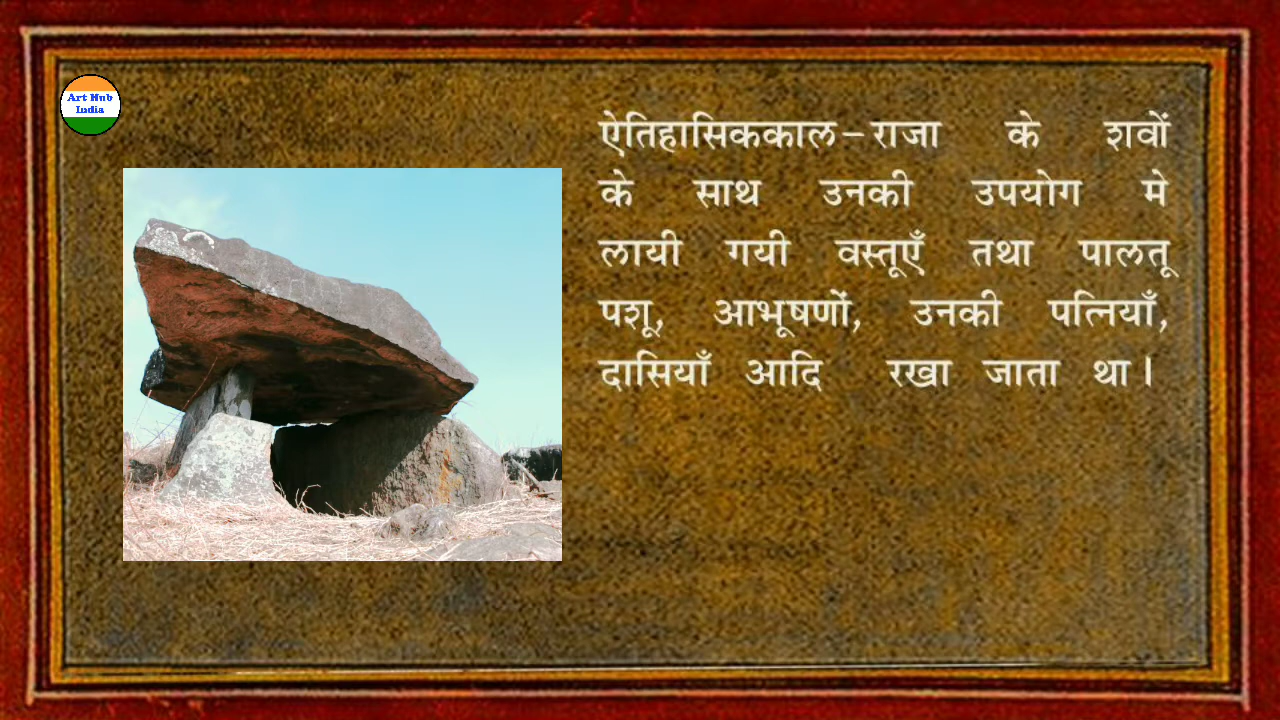 Art Hub
India
ऐतिहासिककाल-राजा के शवों
के साथ उनकी उपयोग मे
लायी गयी वस्तूएँ तथा पालतू
पशू, आभूषणों, उनकी पत्नियाँ,
दासियाँ आदि रखा जाता था।